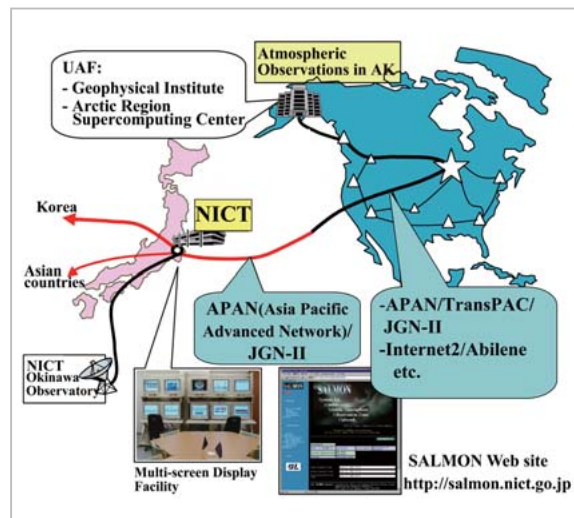 UAF:
- Geophysical Institute
- Arctic Region
Supercomputing Center
Atmospheric
Observations in AK
Korea
NICT
Asian
countries
APAN(Asia Pacific
Advanced Network)/
JGN-II
-APAN/TransPAC/
JGN-II
-Internet2/Abilene
etc.
NICT
Okinawa
Observatory
SALMON
Multi-screen Display
Facility
SALMON Web site
http://salmon.nict.go.jp